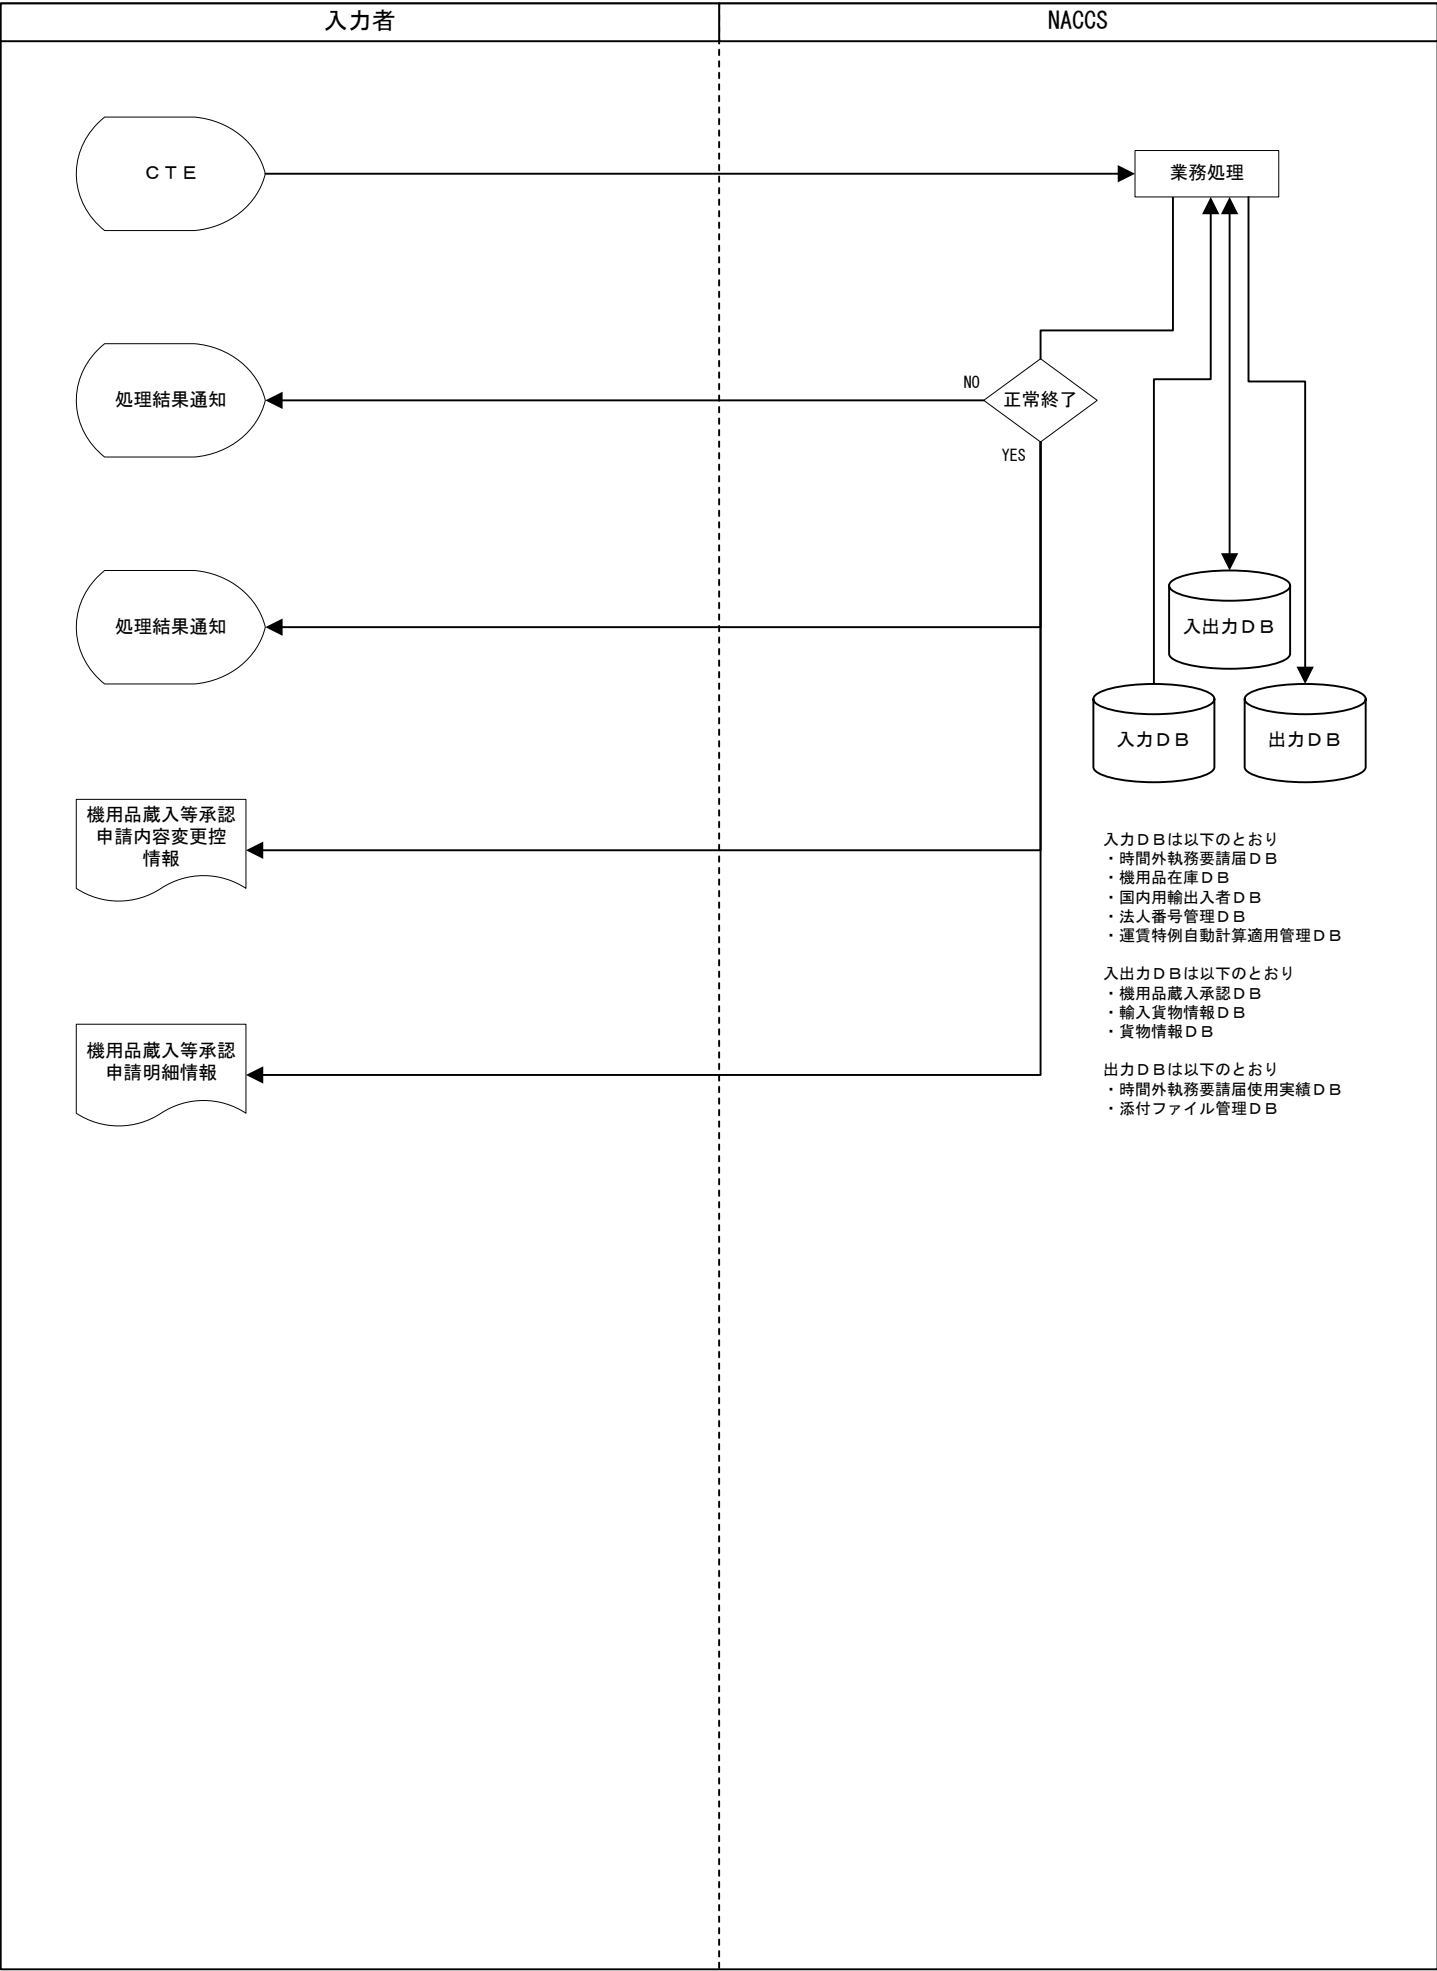 入力者
NACCS
ＣＴＥ
業務処理
処理結果通知
NO
正常終了
YES
処理結果通知
入出力ＤＢ
入力ＤＢ
出力ＤＢ
機用品蔵入等承認
申請内容変更控
情報
入力ＤＢは以下のとおり
・時間外執務要請届ＤＢ
・機用品在庫ＤＢ
・国内用輸出入者ＤＢ
・法人番号管理ＤＢ
・運賃特例自動計算適用管理ＤＢ
入出力ＤＢは以下のとおり
・機用品蔵入承認ＤＢ
・輸入貨物情報ＤＢ
・貨物情報ＤＢ
機用品蔵入等承認
申請明細情報
出力ＤＢは以下のとおり
・時間外執務要請届使用実績ＤＢ
・添付ファイル管理ＤＢ